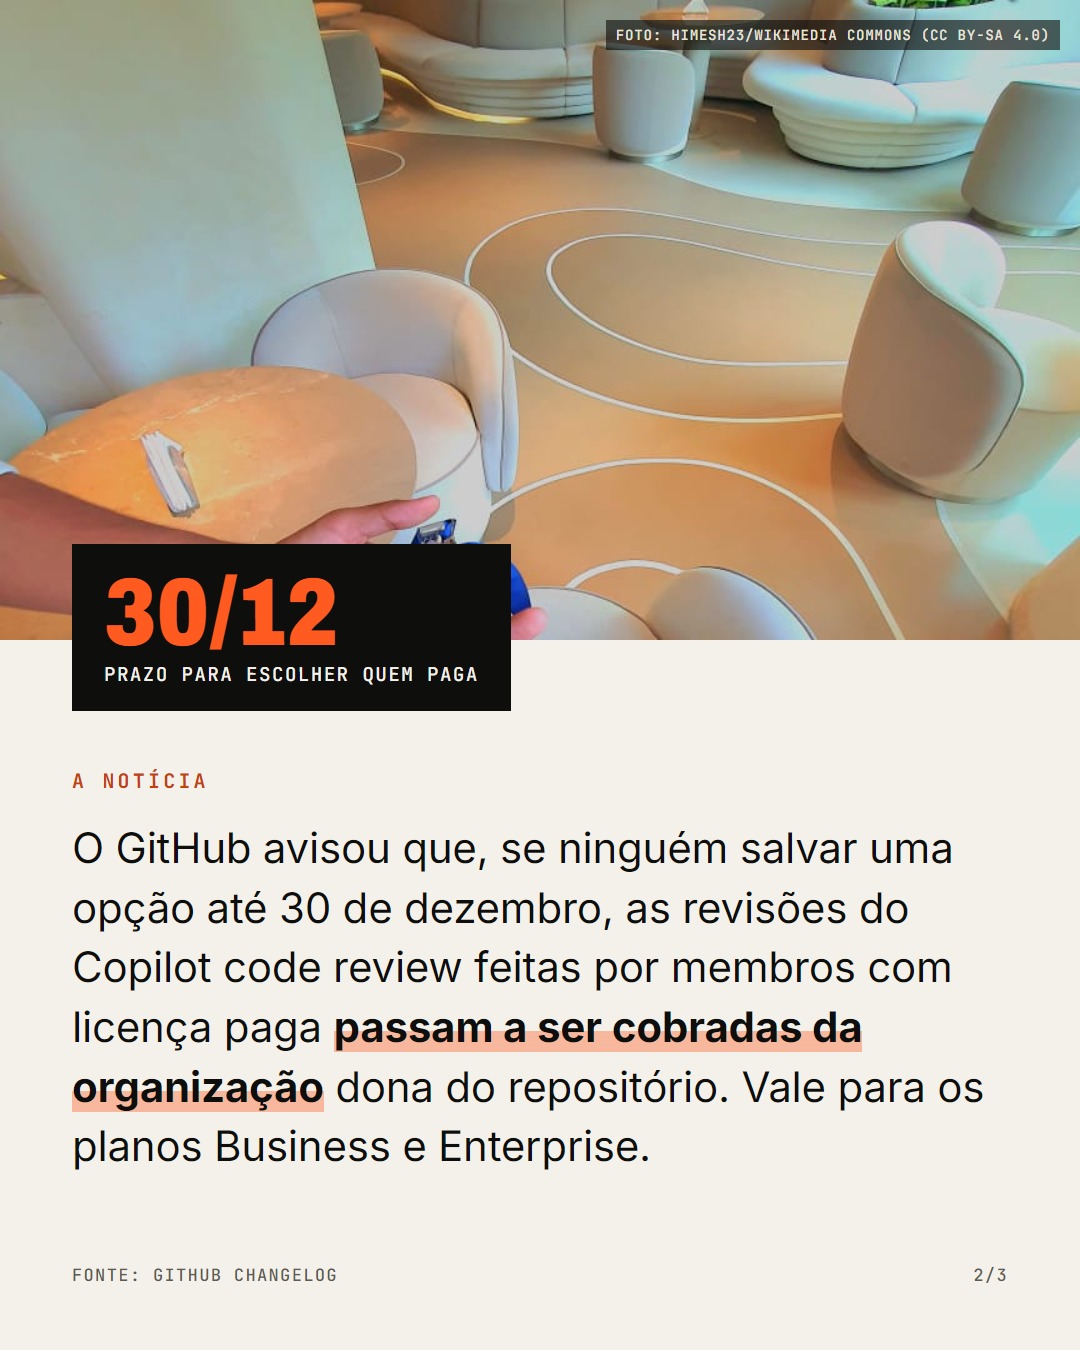 FOTO: HIMESH23/WIKIMEDIA COMMONS (CC BY-SA 4.0)
30/12
PRAZO PARA ESCOLHER QUEM PAGA
A NOTÍCIA
O GitHub avisou que, se ninguém salvar uma
opção até 30 de dezembro, as revisões do
Copilot code review feitas por membros com
licença paga passam a ser cobradas da
organização dona do repositório. Vale para os
planos Business e Enterprise.
FONTE: GITHUB CHANGELOG
2/3